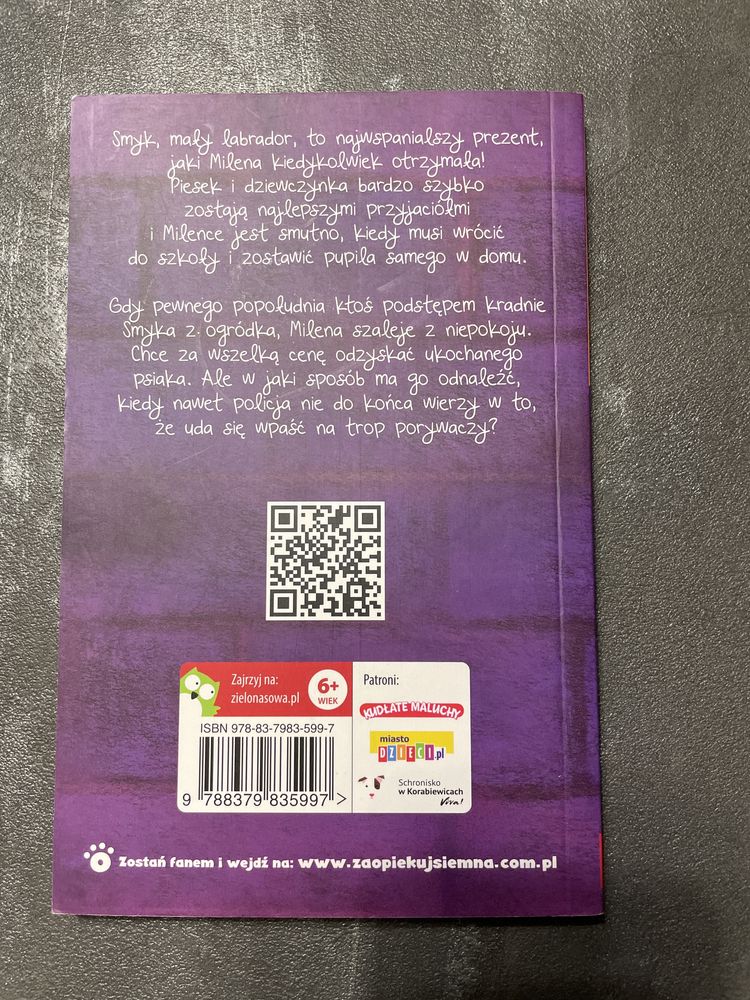 Smyk, mały labrador, to najwspanialszy prezent,
jaki Milena kiedykolwiek otrzymała!
Piesek i dziewczynka bardzo szybko
zostają najlepszymi przyjaciółmi
i Milence jest smutno, kiedy musi wrócić
do szkoły i zostawić pupila samego w domu.
Gdy pewnego popołudnia ktoś podstępem kradnie
Smyka z ogródka, Milena szaleje z niepokoju.
Chce za wszelką cenę odzyskać ukochanego
psiaka. Ale w jaki sposób ma go odnaleźć,
kiedy nawet policja nie do końca wierzy w to,
że uda się wpaść na trop porywaczy?
Zajrzyj na:
zielonasowa.pl
6+
WIEK
ISBN 978-83-7983-599-7
9 788379 835997 >
Patroni:
KUDŁATE MALUCHY
miasto
DZIECI.pl
Schronisko
w Korabiewicach
Viva!
Zostań fanem i wejdź na: www.zaopiekujsiemna.com.pl